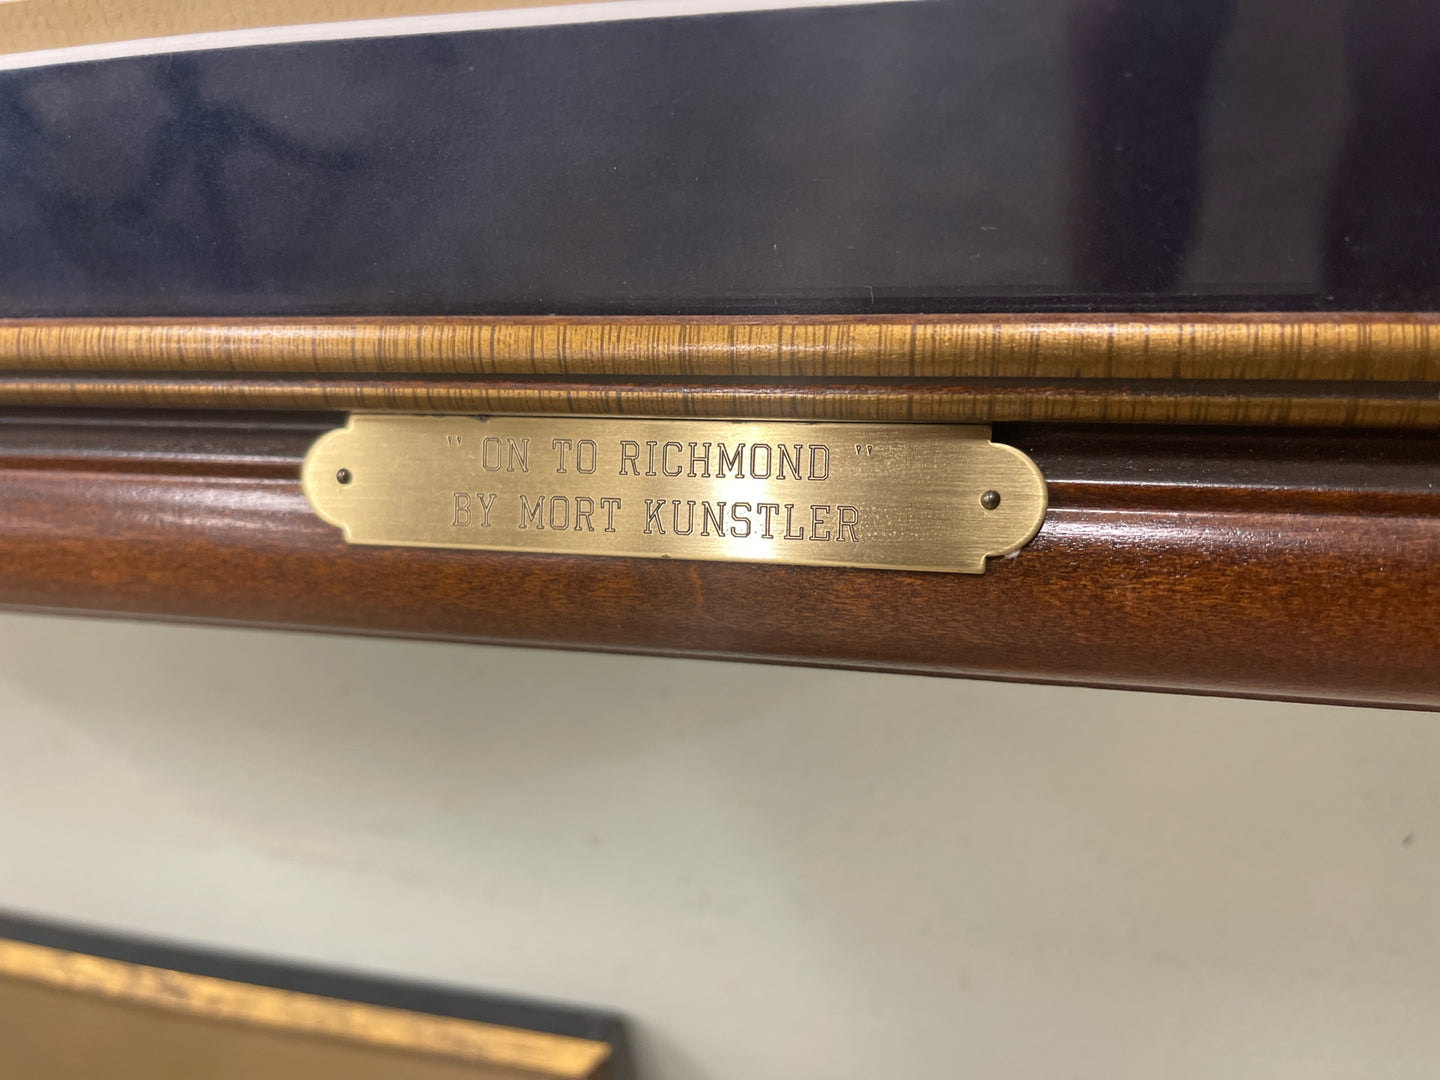 " ON TO RICHMOND "
BY MORT KUNSTLER